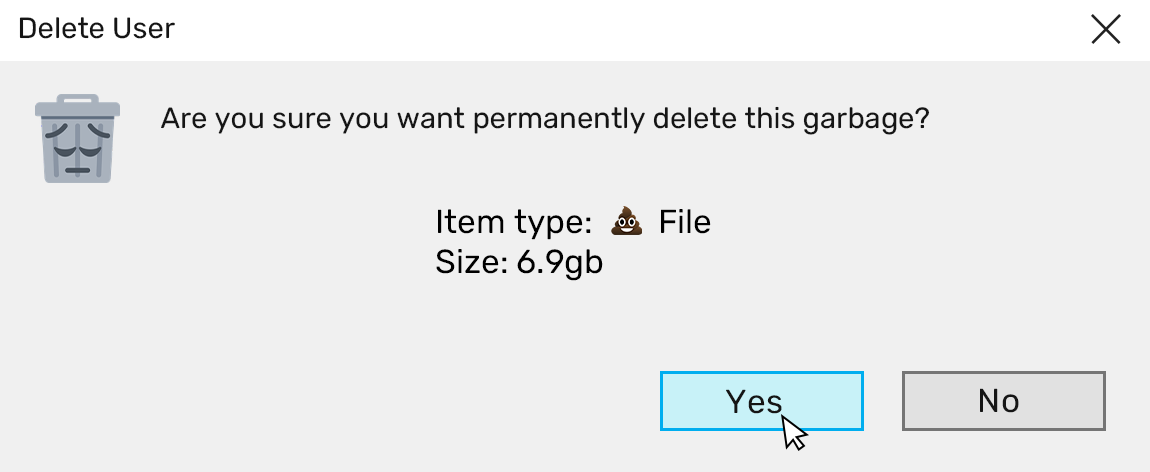 Delete User
Are you sure you want permanently delete this garbage?
Item type: 💩 File
Size: 6.9gb
Yes
No